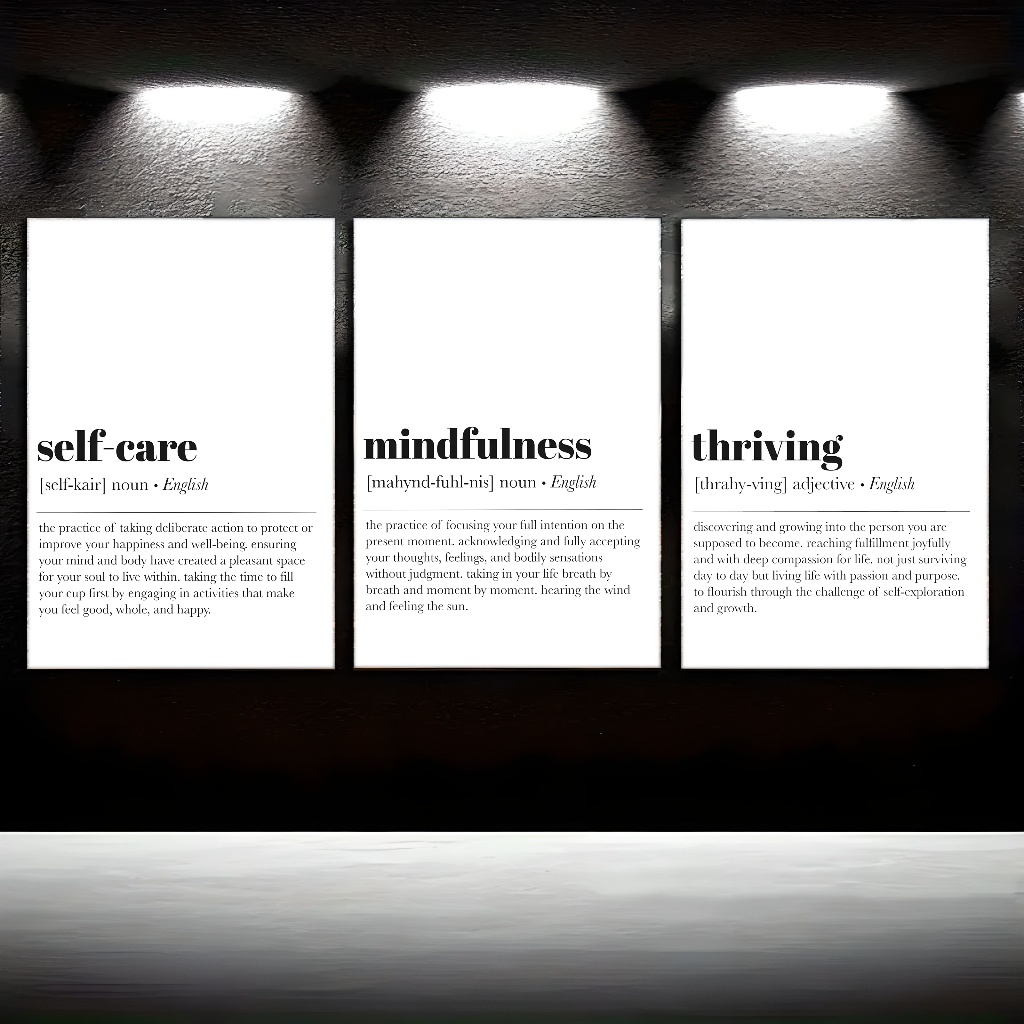 self-care
[self-kair] noun • English
the practice of taking deliberate action to protect or
improve your happiness and well-being. ensuring
your mind and body have created a pleasant space
for your soul to live within. taking the time to fill
your cup first by engaging in activities that make
you feel good, whole, and happy.
mindfulness
[mahynd-fuhl-nis] noun • English
the practice of focusing your full intention on the
present moment. acknowledging and fully accepting
your thoughts, feelings, and bodily sensations
without judgment. taking in your life breath by
breath and moment by moment. hearing the wind
and feeling the sun.
thriving
[thrahy-ving] adjective • English
discovering and growing into the person you are
supposed to become. reaching fulfillment joyfully
and with deep compassion for life. not just surviving
day to day but living life with passion and purpose.
to flourish through the challenge of self-exploration
and growth.